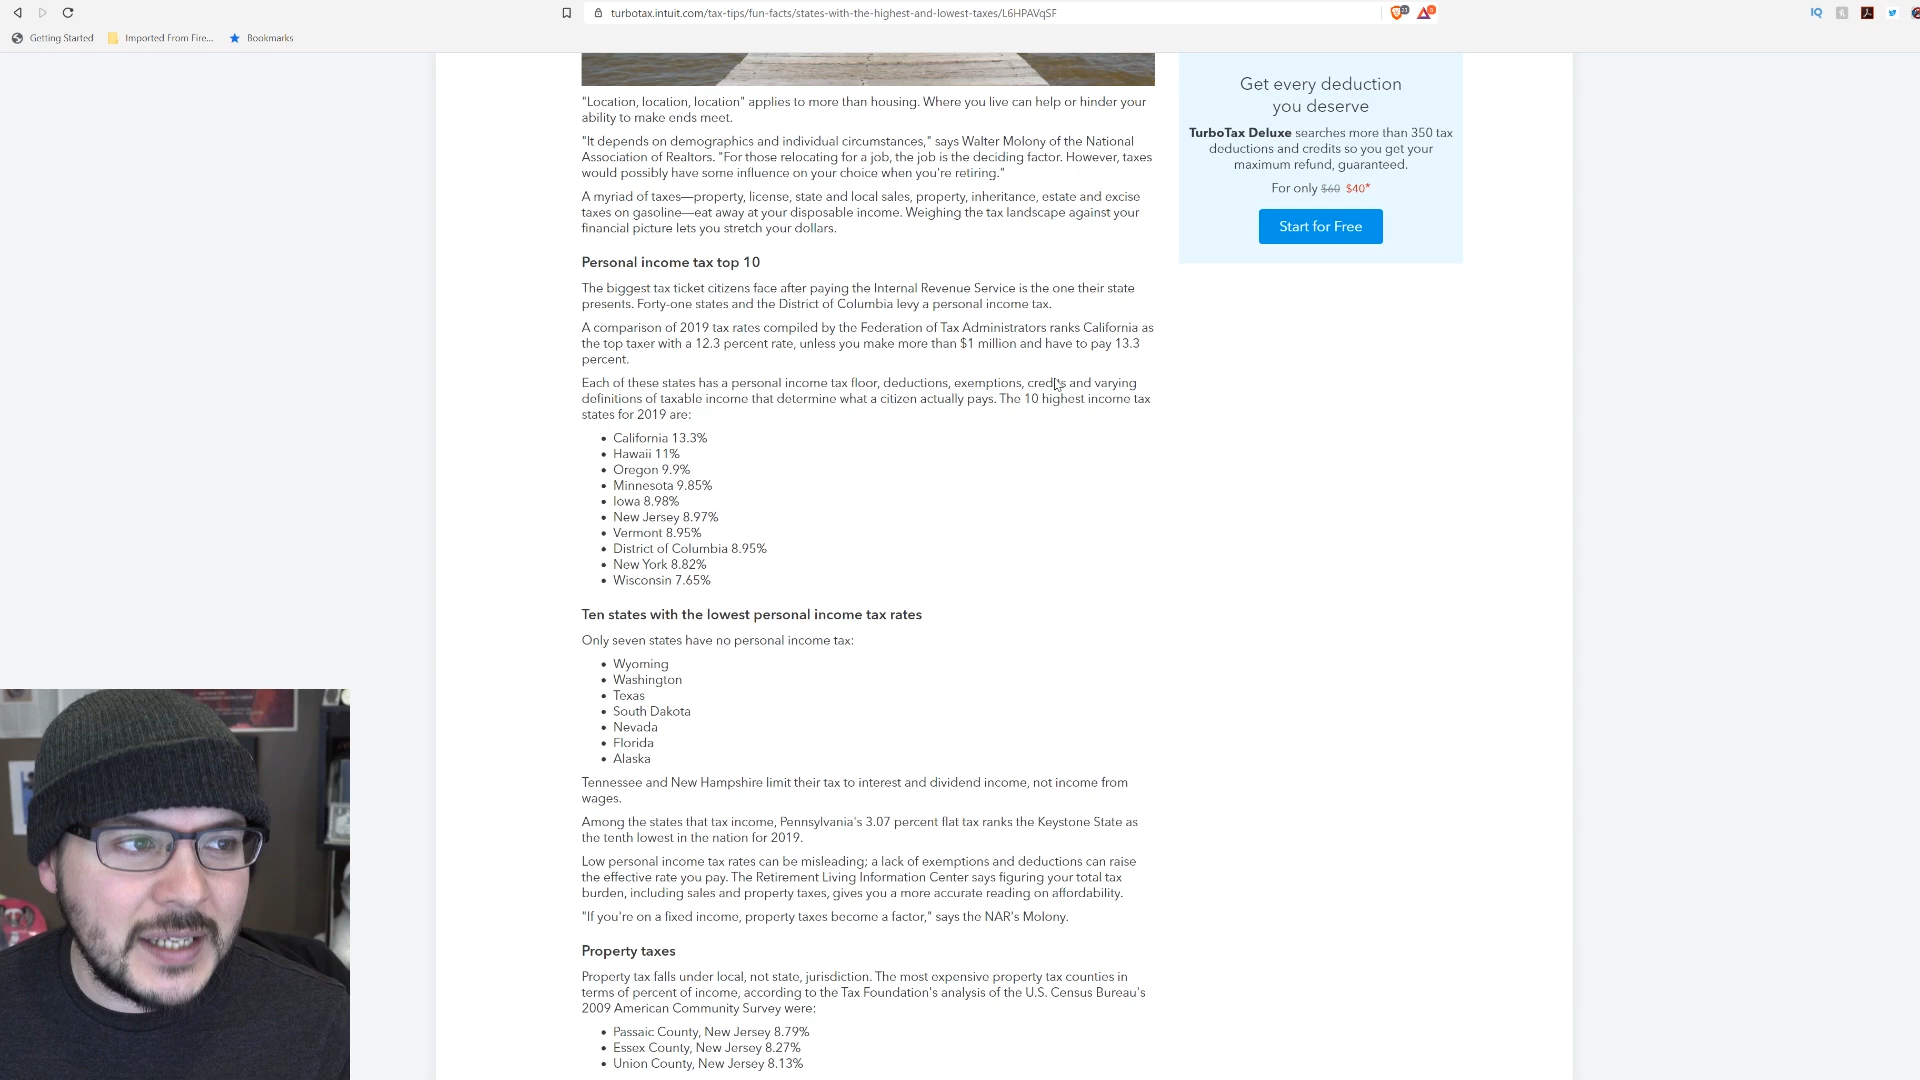 turbotax.intuit.com/tax-tips/fun-facts/states-with-the-highest-and-lowest-taxes/L6HPAVqSF
IQ
Getting Started
Imported From Fire...
Bookmarks
"Location, location, location" applies to more than housing. Where you live can help or hinder your
ability to make ends meet.
"It depends on demographics and individual circumstances," says Walter Molony of the National
Association of Realtors. "For those relocating for a job, the job is the deciding factor. However, taxes
would possibly have some influence on your choice when you're retiring."
A myriad of taxes—property, license, state and local sales, property, inheritance, estate and excise
taxes on gasoline—eat away at your disposable income. Weighing the tax landscape against your
financial picture lets you stretch your dollars.
Personal income tax top 10
The biggest tax ticket citizens face after paying the Internal Revenue Service is the one their state
presents. Forty-one states and the District of Columbia levy a personal income tax.
A comparison of 2019 tax rates compiled by the Federation of Tax Administrators ranks California as
the top taxer with a 12.3 percent rate, unless you make more than $1 million and have to pay 13.3
percent.
Each of these states has a personal income tax floor, deductions, exemptions, credits and varying
definitions of taxable income that determine what a citizen actually pays. The 10 highest income tax
states for 2019 are:
• California 13.3%
• Hawaii 11%
• Oregon 9.9%
• Minnesota 9.85%
• Iowa 8.98%
• New Jersey 8.97%
• Vermont 8.95%
• District of Columbia 8.95%
• New York 8.82%
• Wisconsin 7.65%
Ten states with the lowest personal income tax rates
Only seven states have no personal income tax:
• Wyoming
• Washington
• Texas
• South Dakota
• Nevada
• Florida
• Alaska
Tennessee and New Hampshire limit their tax to interest and dividend income, not income from
wages.
Among the states that tax income, Pennsylvania's 3.07 percent flat tax ranks the Keystone State as
the tenth lowest in the nation for 2019.
Low personal income tax rates can be misleading; a lack of exemptions and deductions can raise
the effective rate you pay. The Retirement Living Information Center says figuring your total tax
burden, including sales and property taxes, gives you a more accurate reading on affordability.
"If you're on a fixed income, property taxes become a factor," says the NAR's Molony.
Property taxes
Property tax falls under local, not state, jurisdiction. The most expensive property tax counties in
terms of percent of income, according to the Tax Foundation's analysis of the U.S. Census Bureau's
2009 American Community Survey were:
• Passaic County, New Jersey 8.79%
• Essex County, New Jersey 8.27%
• Union County, New Jersey 8.13%
Get every deduction
you deserve
TurboTax Deluxe searches more than 350 tax
deductions and credits so you get your
maximum refund, guaranteed.
For only $60 $40*
Start for Free